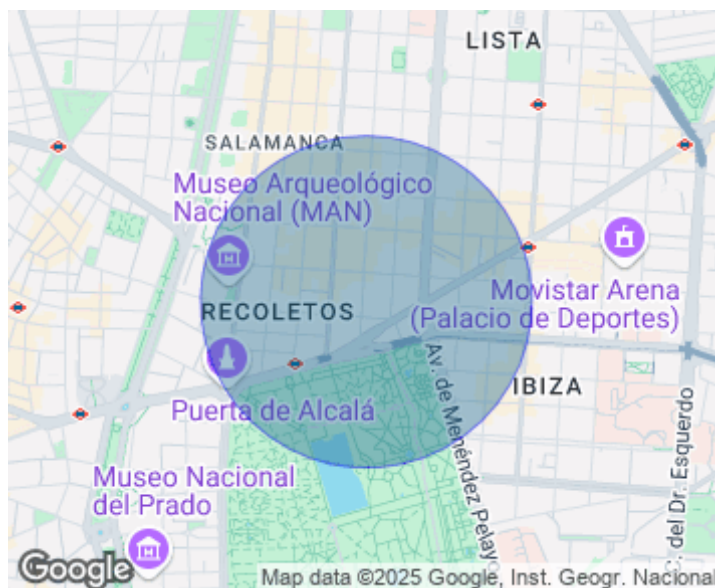 LISTA
SALAMANCA
Museo Arqueológico
Nacional (MAN)
RECOLETOS
Movistar Arena
(Palacio de Deportes)
Puerta de Alcalá
IBIZA
Av. de Menéndez Pelayo
C. del Dr. Esquerdo
Museo Nacional
del Prado
Google
Map data ©2025 Google, Inst. Geogr. Nacional